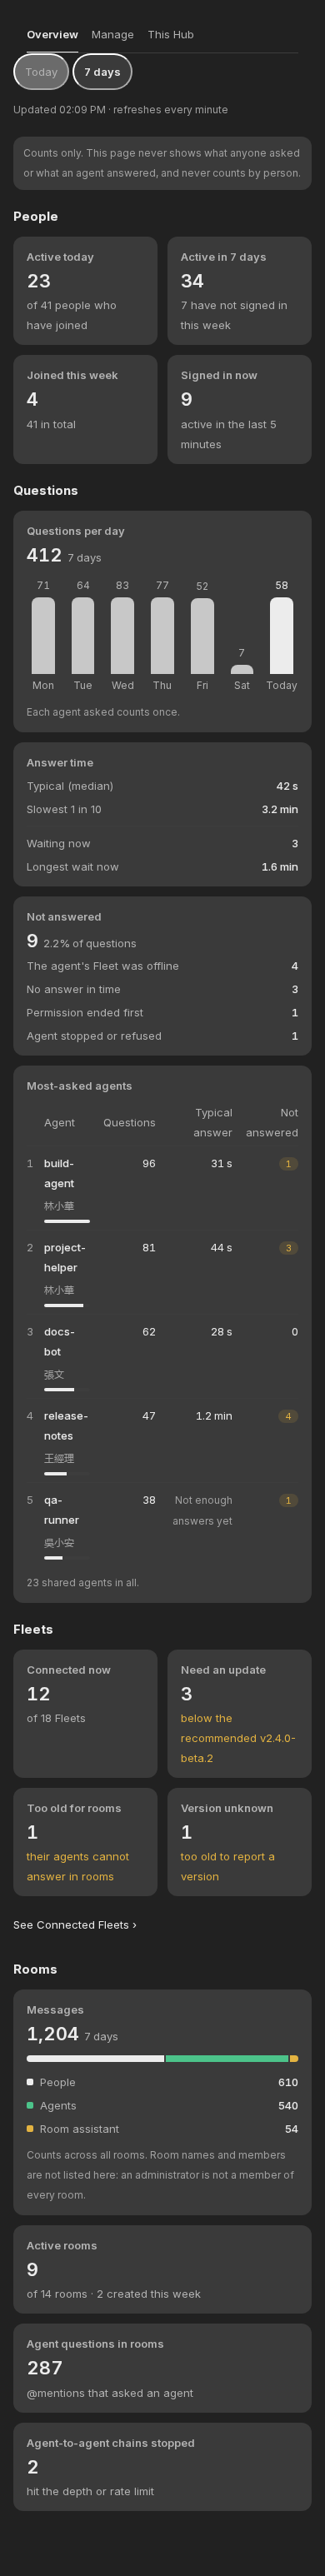 Overview Manage This Hub
Today 7 days
Updated 02:09 PM · refreshes every minute
Counts only. This page never shows what anyone asked
or what an agent answered, and never counts by person.
People
Active today
23
of 41 people who
have joined
Active in 7 days
34
7 have not signed in
this week
Joined this week
4
41 in total
Signed in now
9
active in the last 5
minutes
Questions
Questions per day
412 7 days
71 64 83 77 52 7 58
Mon Tue Wed Thu Fri Sat Today
Each agent asked counts once.
Answer time
Typical (median) 42 s
Slowest 1 in 10 3.2 min
Waiting now 3
Longest wait now 1.6 min
Not answered
9 2.2% of questions
The agent's Fleet was offline 4
No answer in time 3
Permission ended first 1
Agent stopped or refused 1
Most-asked agents
Agent Questions Typical answer Not answered
1 build-agent 96 31 s 1
林小華
2 project-helper 81 44 s 3
林小華
3 docs-bot 62 28 s 0
張文
4 release-notes 47 1.2 min 4
王經理
5 qa-runner 38 Not enough answers yet 1
吳小安
23 shared agents in all.
Fleets
Connected now
12
of 18 Fleets
Need an update
3
below the
recommended v2.4.0-
beta.2
Too old for rooms
1
their agents cannot
answer in rooms
Version unknown
1
too old to report a
version
See Connected Fleets ›
Rooms
Messages
1,204 7 days
People 610
Agents 540
Room assistant 54
Counts across all rooms. Room names and members
are not listed here: an administrator is not a member of
every room.
Active rooms
9
of 14 rooms · 2 created this week
Agent questions in rooms
287
@mentions that asked an agent
Agent-to-agent chains stopped
2
hit the depth or rate limit